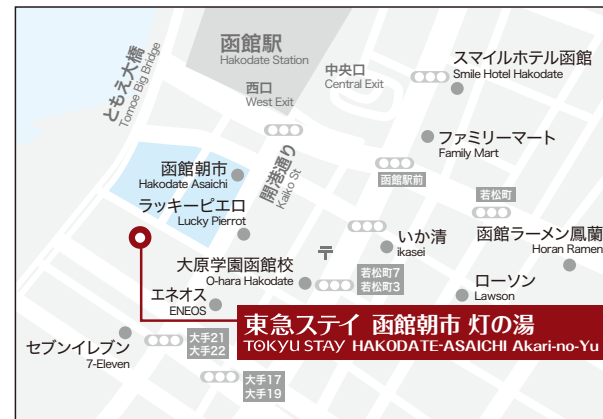 函館駅
Hakodate Station
中央口
Central Exit
西口
West Exit
スマイルホテル函館
Smile Hotel Hakodate
ともえ大橋
Tomoe Big Bridge
ファミリーマート
Family Mart
函館朝市
Hakodate Asaichi
開港通り
Kaiko St
函館駅前
若松町
ラッキーピエロ
Lucky Pierrot
いか清
ikasei
函館ラーメン鳳蘭
Horan Ramen
〒
大原学園函館校
O-hara Hakodate
若松町7
若松町3
ローソン
Lawson
エネオス
ENEOS
東急ステイ 函館朝市 灯の湯
TOKYU STAY HAKODATE-ASAICHI Akari-no-Yu
セブンイレブン
7-Eleven
大手21
大手22
大手17
大手19